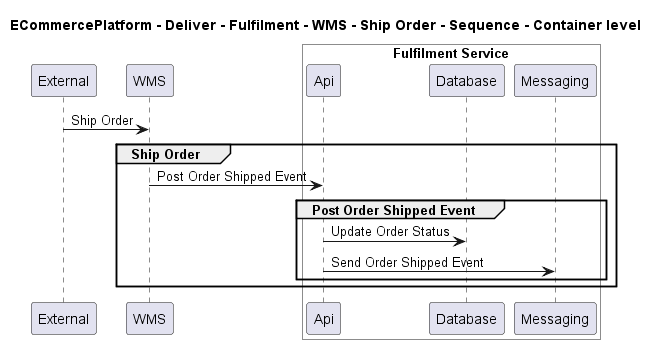 ECommercePlatform - Deliver - Fulfilment - WMS - Ship Order - Sequence - Container level
Fulfilment Service
External WMS Api Database Messaging
Ship Order
Ship Order
Post Order Shipped Event
Post Order Shipped Event
Update Order Status
Send Order Shipped Event
External WMS Api Database Messaging